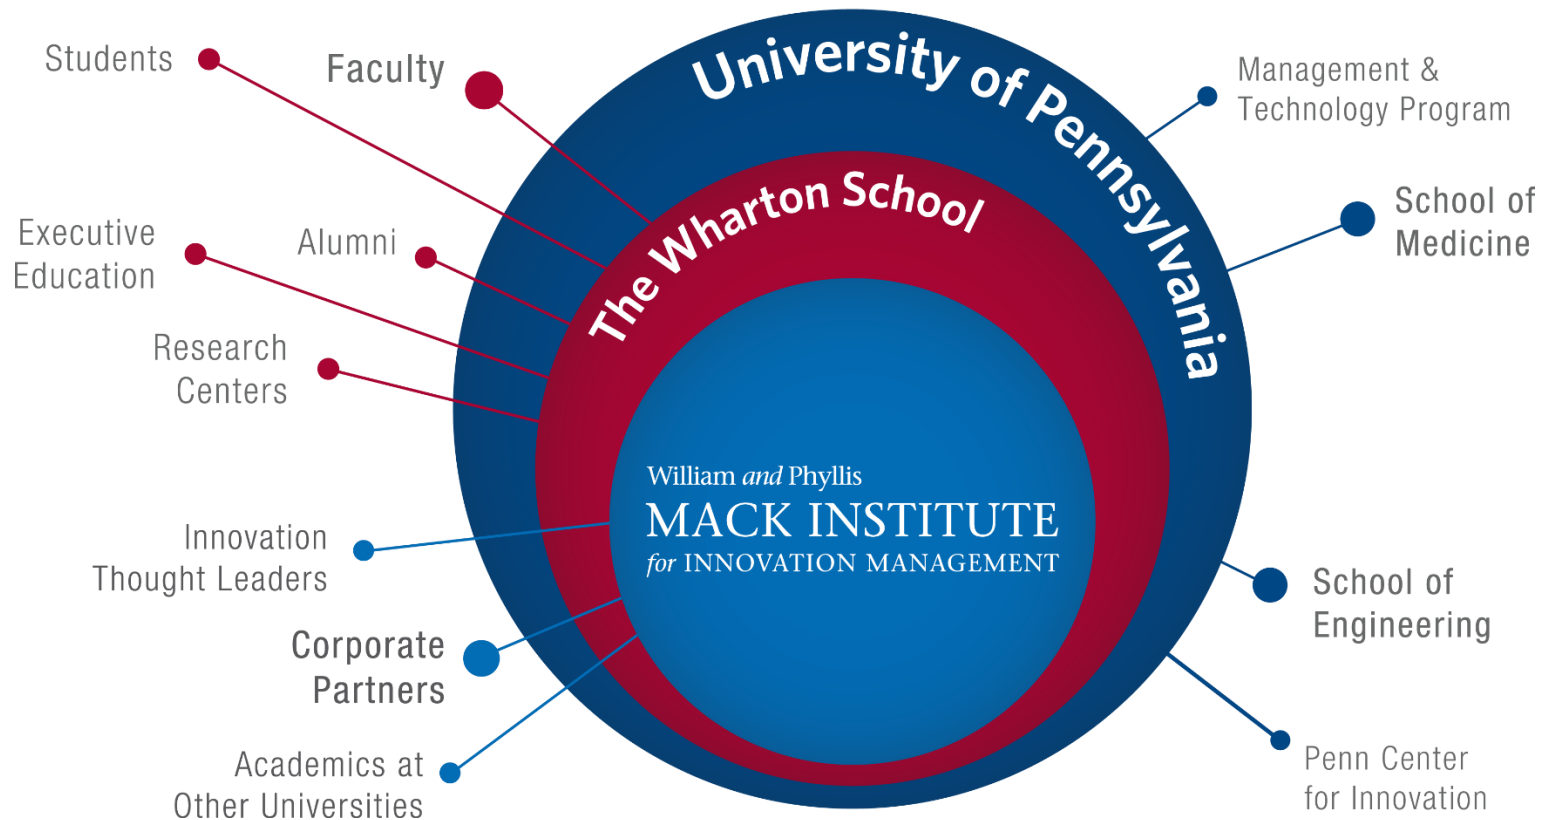 Students
Faculty
University of Pennsylvania
Management &
Technology Program
School of
Medicine
The Wharton School
Executive
Education
Alumni
Research
Centers
William and Phyllis
MACK INSTITUTE
for INNOVATION MANAGEMENT
Innovation
Thought Leaders
School of
Engineering
Corporate
Partners
Academics at
Other Universities
Penn Center
for Innovation